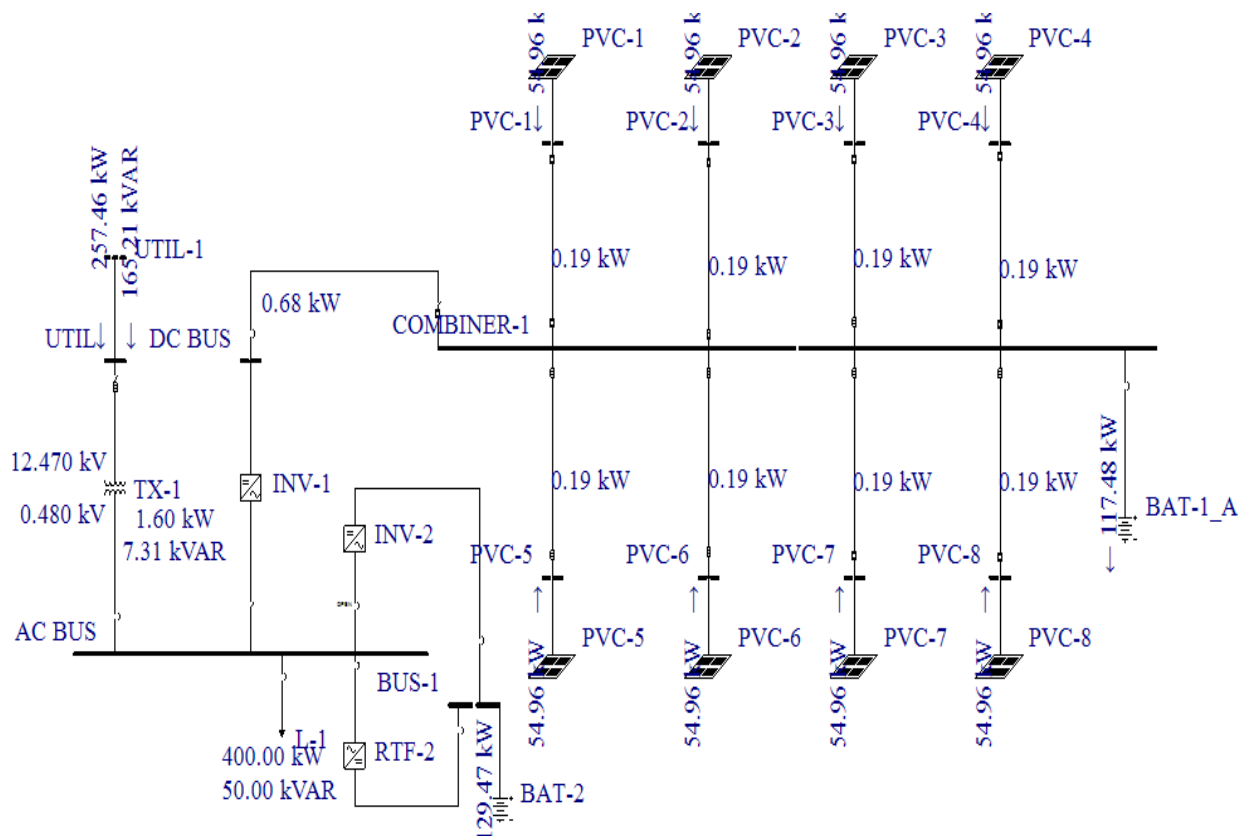 54.96 k
PVC-1
54.96 k
PVC-2
54.96 k
PVC-3
54.96 k
PVC-4
PVC-1↓
PVC-2↓
PVC-3↓
PVC-4↓
257.46 kW
165.21 kVAR
UTIL-1
0.19 kW
0.19 kW
0.19 kW
0.19 kW
0.68 kW
COMBINER-1
UTIL↓ ↓
DC BUS
12.470 kV
0.480 kV
TX-1
1.60 kW
7.31 kVAR
INV-1
INV-2
0.19 kW
0.19 kW
0.19 kW
0.19 kW
← 117.48 kW
BAT-1_A
OPEN
PVC-5
PVC-6
PVC-7
PVC-8
AC BUS
54.96 kW →
PVC-5
54.96 kW →
PVC-6
54.96 kW →
PVC-7
54.96 kW →
PVC-8
BUS-1
L-1
400.00 kW
50.00 kVAR
RTF-2
129.47 kW
BAT-2